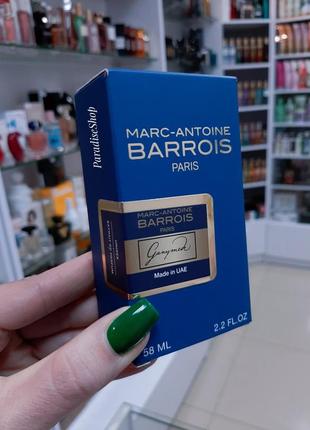 ParadiseShop
MARC-ANTOINE
BARROIS
PARIS
MARC-ANTOINE
BARROIS
PARIS
Ganymede
Made in UAE
58 ML
2.2 FL.OZ